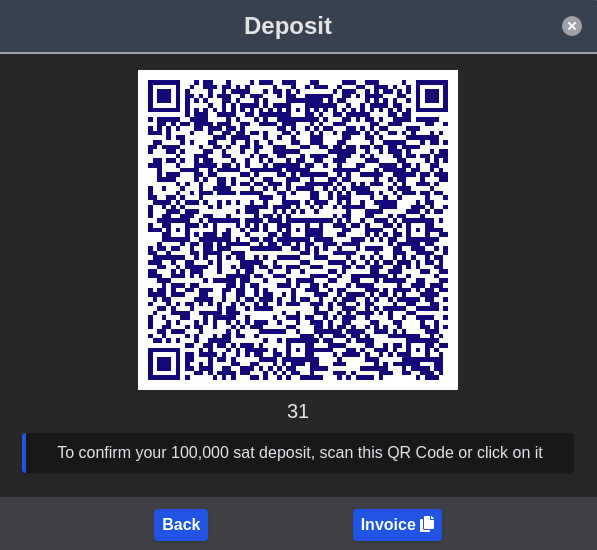 Deposit
31
To confirm your 100,000 sat deposit, scan this QR Code or click on it
Back
Invoice